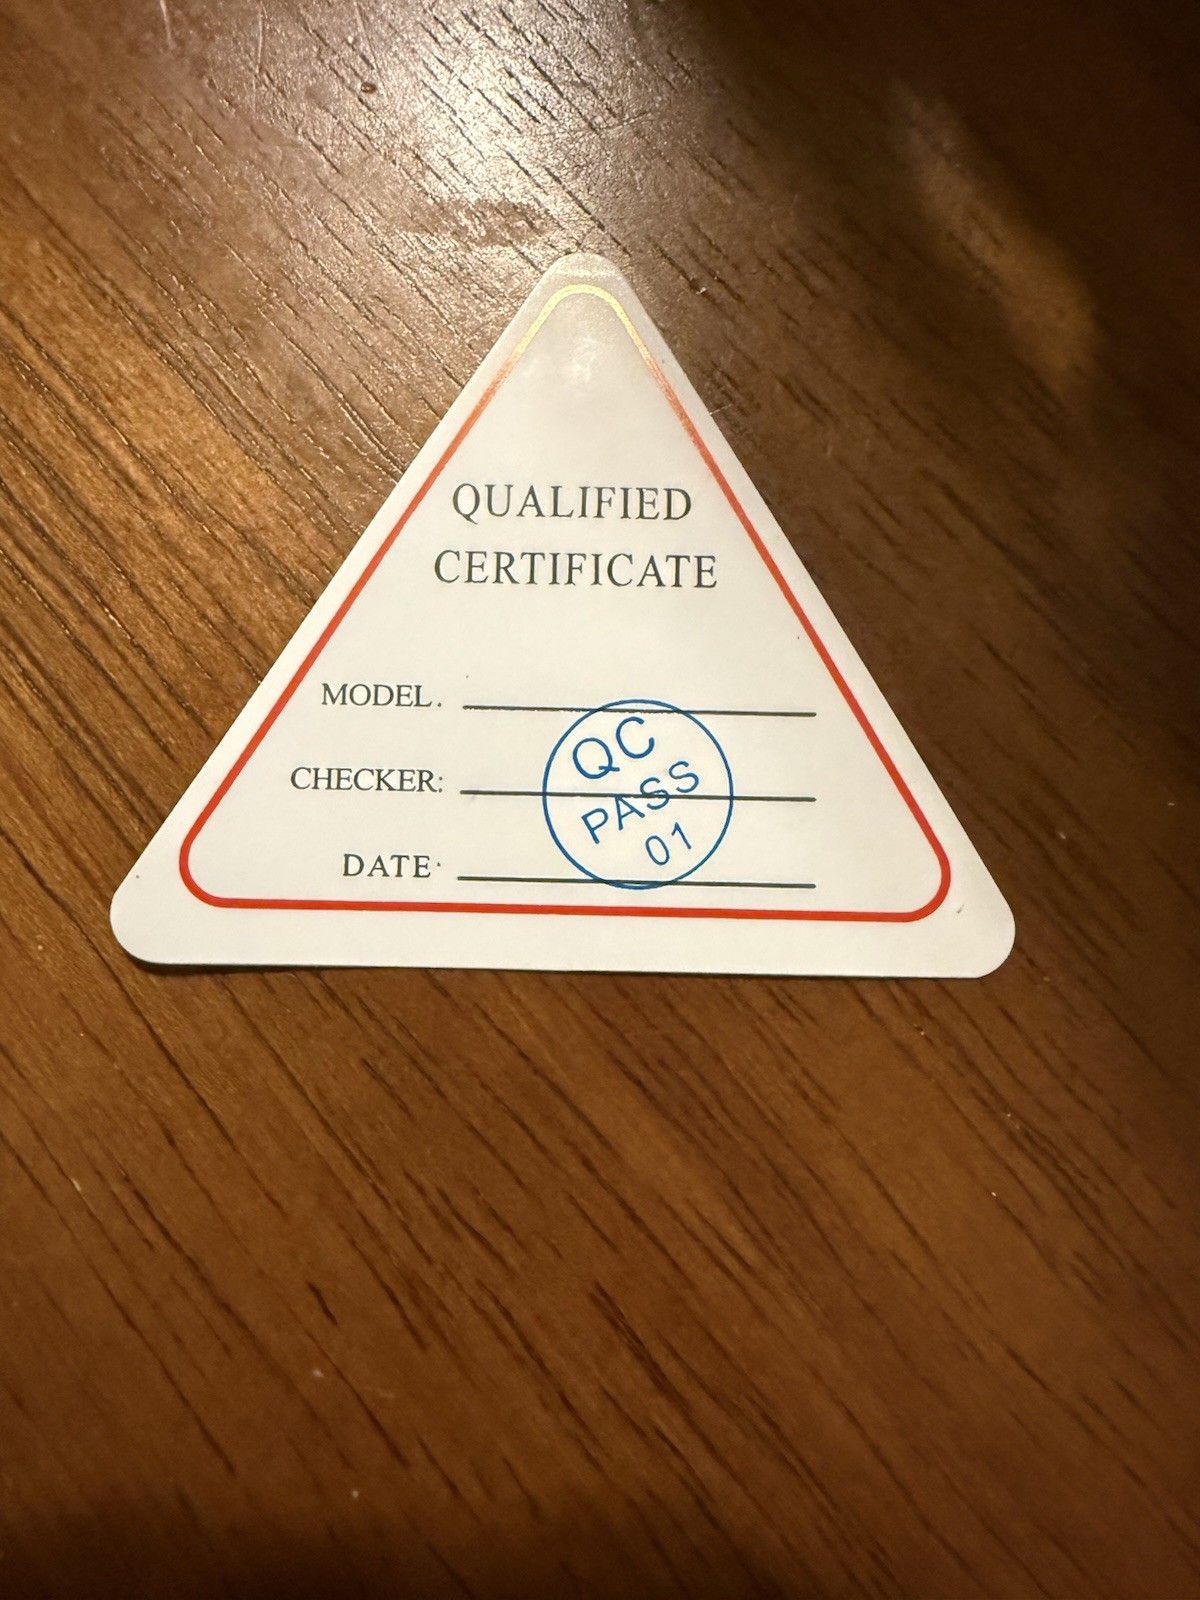 QUALIFIED
CERTIFICATE
MODEL.
CHECKER:
DATE·
QC
PASS
01